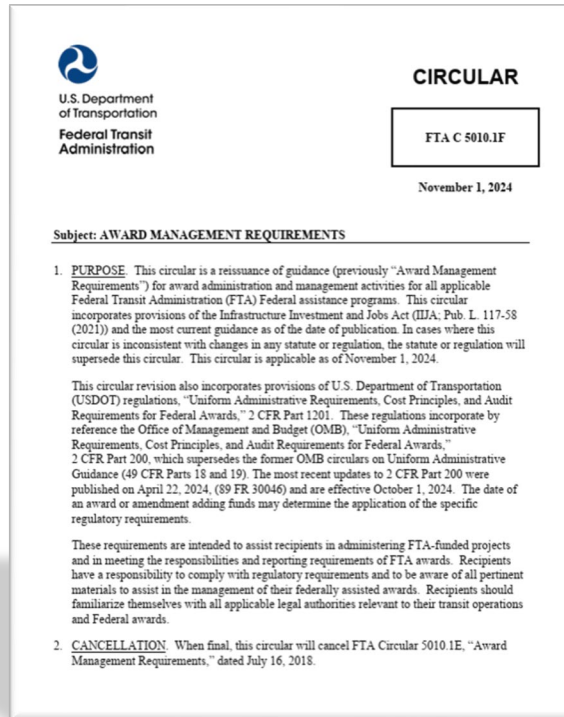 U.S. Department
of Transportation
Federal Transit
Administration
CIRCULAR
FTA C 5010.1F
November 1, 2024
Subject: AWARD MANAGEMENT REQUIREMENTS
1. PURPOSE. This circular is a reissuance of guidance (previously “Award Management
Requirements”) for award administration and management activities for all applicable
Federal Transit Administration (FTA) Federal assistance programs. This circular
incorporates provisions of the Infrastructure Investment and Jobs Act (IIJA; Pub. L. 117-58
(2021)) and the most current guidance as of the date of publication. In cases where this
circular is inconsistent with changes in any statute or regulation, the statute or regulation will
supersede this circular. This circular is applicable as of November 1, 2024.
This circular revision also incorporates provisions of U.S. Department of Transportation
(USDOT) regulations, “Uniform Administrative Requirements, Cost Principles, and Audit
Requirements for Federal Awards,” 2 CFR Part 1201. These regulations incorporate by
reference the Office of Management and Budget (OMB), “Uniform Administrative
Requirements, Cost Principles, and Audit Requirements for Federal Awards,”
2 CFR Part 200, which supersedes the former OMB circulars on Uniform Administrative
Guidance (49 CFR Parts 18 and 19). The most recent updates to 2 CFR Part 200 were
published on April 22, 2024, (89 FR 30046) and are effective October 1, 2024. The date of
an award or amendment adding funds may determine the application of the specific
regulatory requirements.
These requirements are intended to assist recipients in administering FTA-funded projects
and in meeting the responsibilities and reporting requirements of FTA awards. Recipients
have a responsibility to comply with regulatory requirements and to be aware of all pertinent
materials to assist in the management of their federally assisted awards. Recipients should
familiarize themselves with all applicable legal authorities relevant to their transit operations
and Federal awards.
2. CANCELLATION. When final, this circular will cancel FTA Circular 5010.1E, “Award
Management Requirements,” dated July 16, 2018.